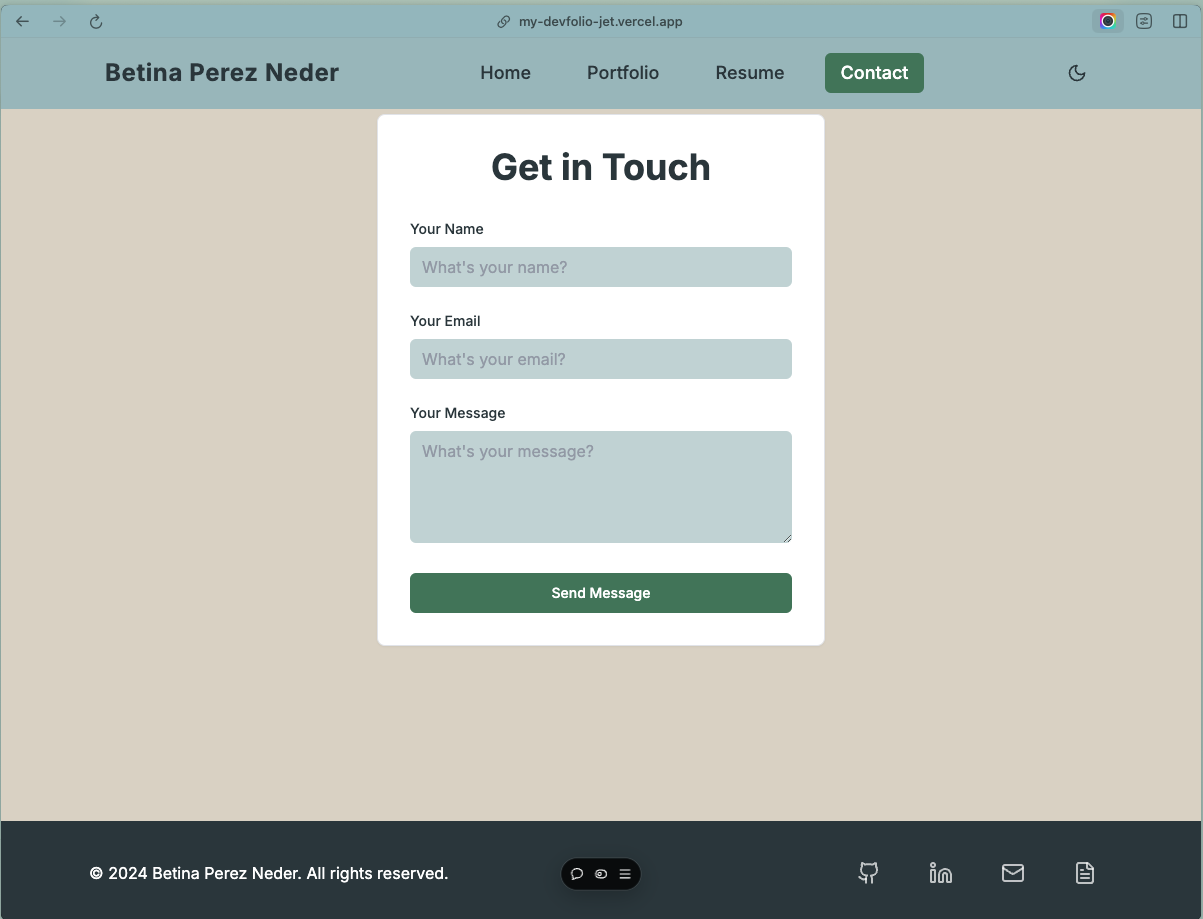 my-devfolio-jet.vercel.app
Betina Perez Neder
Home
Portfolio
Resume
Contact
Get in Touch
Your Name
What's your name?
Your Email
What's your email?
Your Message
What's your message?
Send Message
© 2024 Betina Perez Neder. All rights reserved.
in